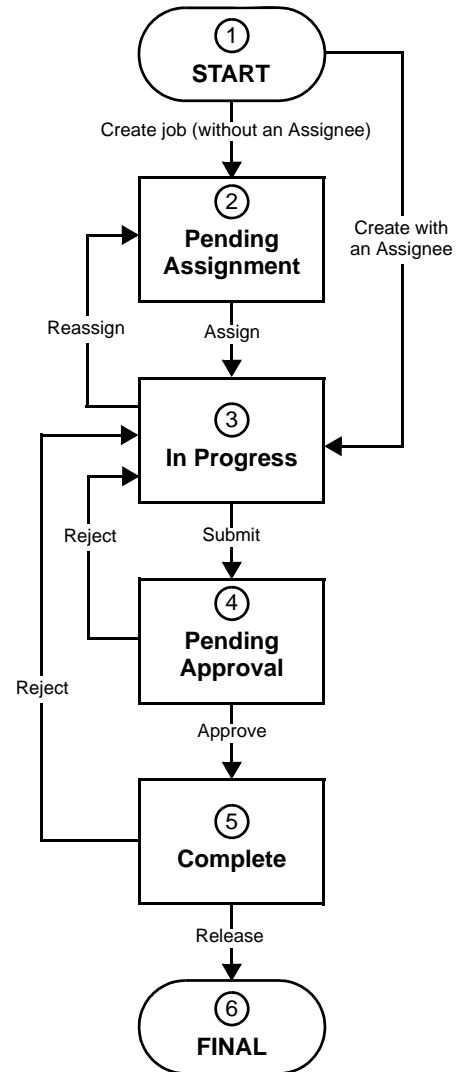 1
START
Create job (without an Assignee)
2
Pending
Assignment
Create with
an Assignee
Reassign
Assign
3
In Progress
Reject
Submit
4
Pending
Approval
Reject
Approve
5
Complete
Release
6
FINAL